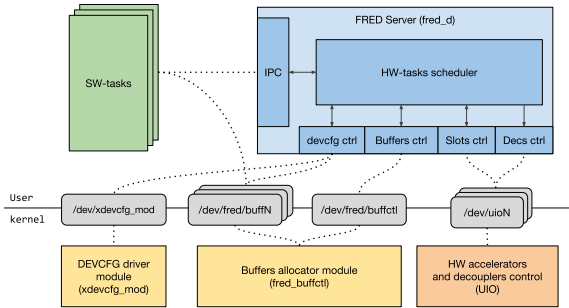 FRED Server (fred_d)
SW-tasks
IPC
HW-tasks scheduler
devcfg ctrl
Buffers ctrl
Slots ctrl
Decs ctrl
User
kernel
/dev/xdevcfg_mod
/dev/fred/buffN
/dev/fred/buffctl
/dev/uioN
DEVCFG driver
module
(xdevcfg_mod)
Buffers allocator module
(fred_buffctl)
HW accelerators
and decouplers control
(UIO)